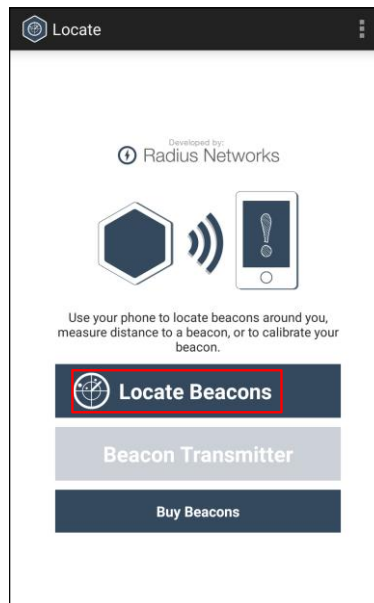 Locate
Developed by:
Radius Networks
Use your phone to locate beacons around you,
measure distance to a beacon, or to calibrate your
beacon.
Locate Beacons
Beacon Transmitter
Buy Beacons